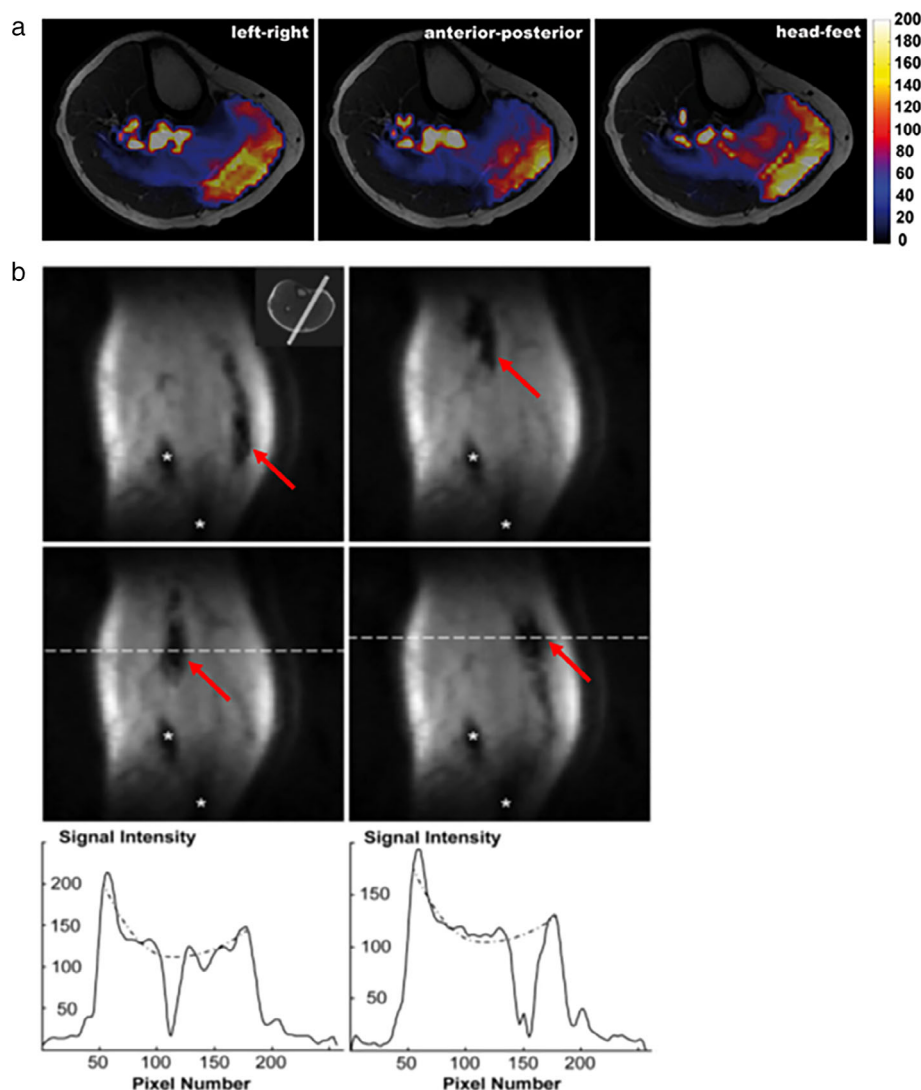 a
left-right
anterior-posterior
head-feet
200
180
160
140
120
100
80
60
40
20
0
b
Signal Intensity
200
150
100
50
50 100 150 200
Pixel Number
Signal Intensity
150
100
50
50 100 150 200
Pixel Number